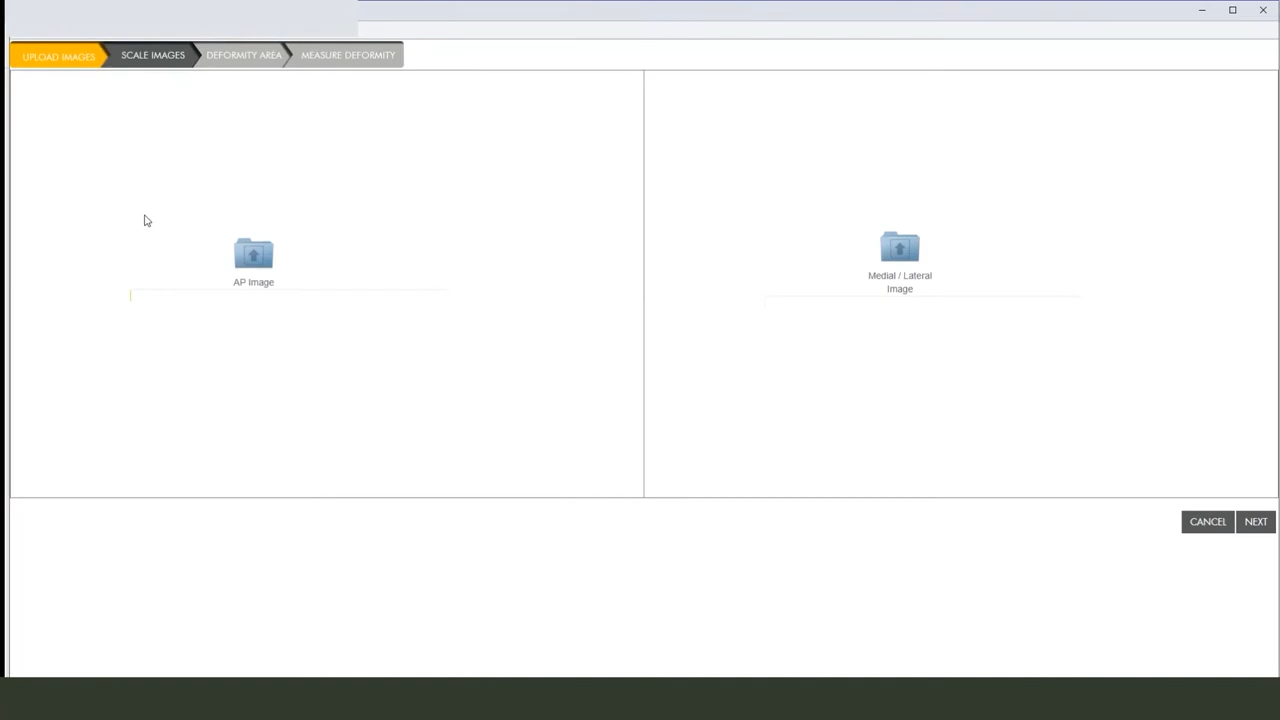 UPLOAD IMAGES
SCALE IMAGES
DEFORMITY AREA
MEASURE DEFORMITY
AP Image
Medial / Lateral
Image
CANCEL
NEXT